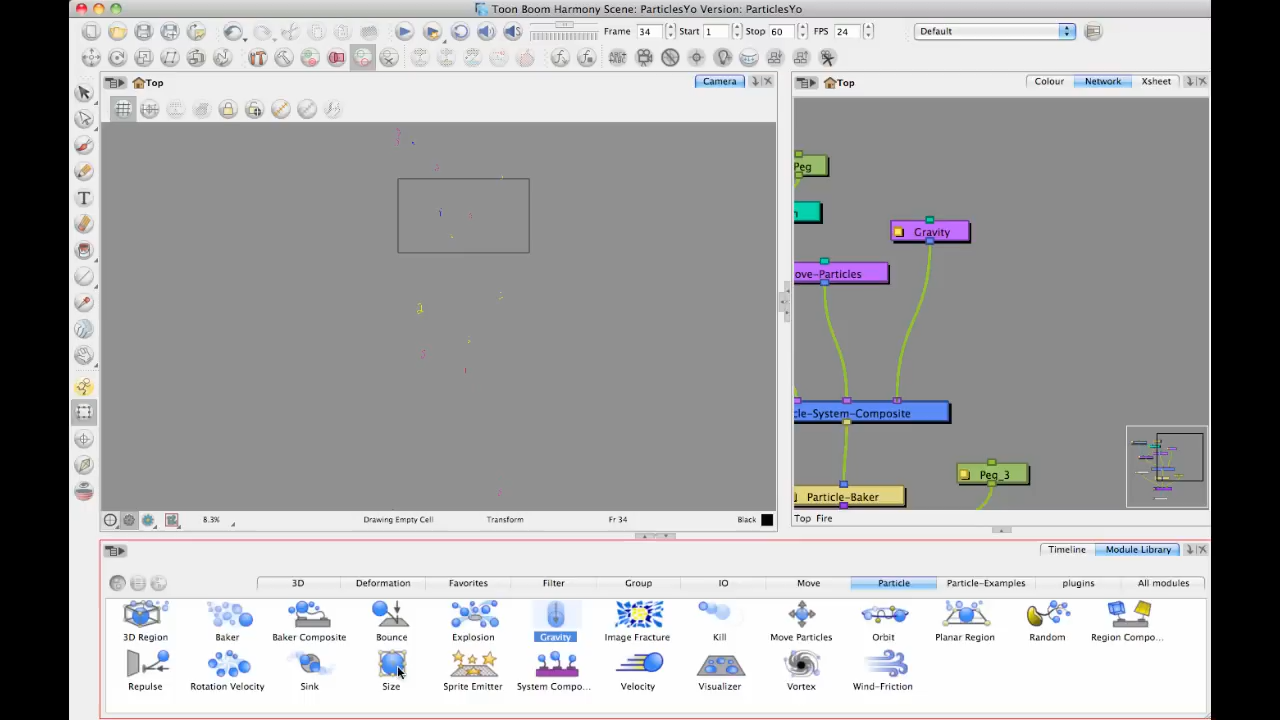 Toon Boom Harmony Scene: ParticlesYo Version: ParticlesYo
Frame 34 Start 1 Stop 60 FPS 24 Default
Top Camera
Top Colour Network Xsheet
Peg
Gravity
ove-Particles
cle-System-Composite
Peg_3
Particle-Baker
8.3% Drawing Empty Cell Transform Fr 34 Black
Top Fire
Timeline Module Library
3D Deformation Favorites Filter Group IO Move Particle Particle-Examples plugins All modules
3D Region Baker Baker Composite Bounce Explosion Gravity Image Fracture Kill Move Particles Orbit Planar Region Random Region Compo...
Repulse Rotation Velocity Sink Size Sprite Emitter System Compo... Velocity Visualizer Vortex Wind-Friction